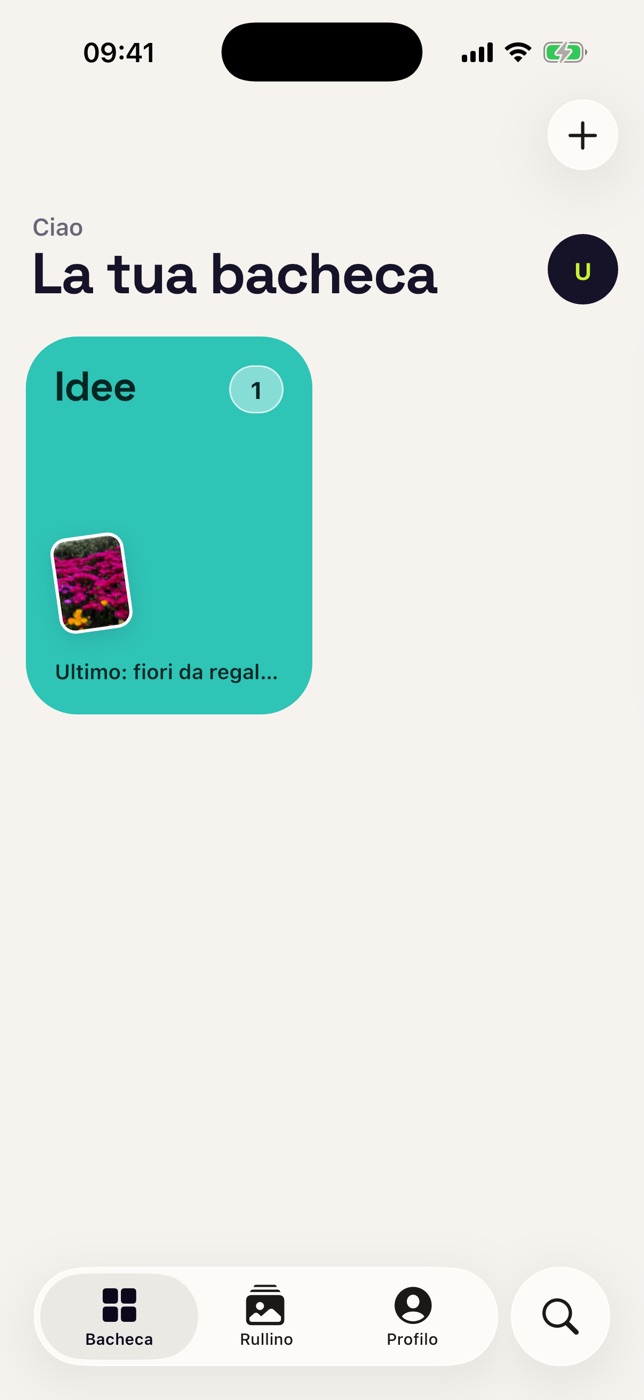 09:41
Ciao
La tua bacheca
U
Idee
1
Ultimo: fiori da regal...
Bacheca
Rullino
Profilo